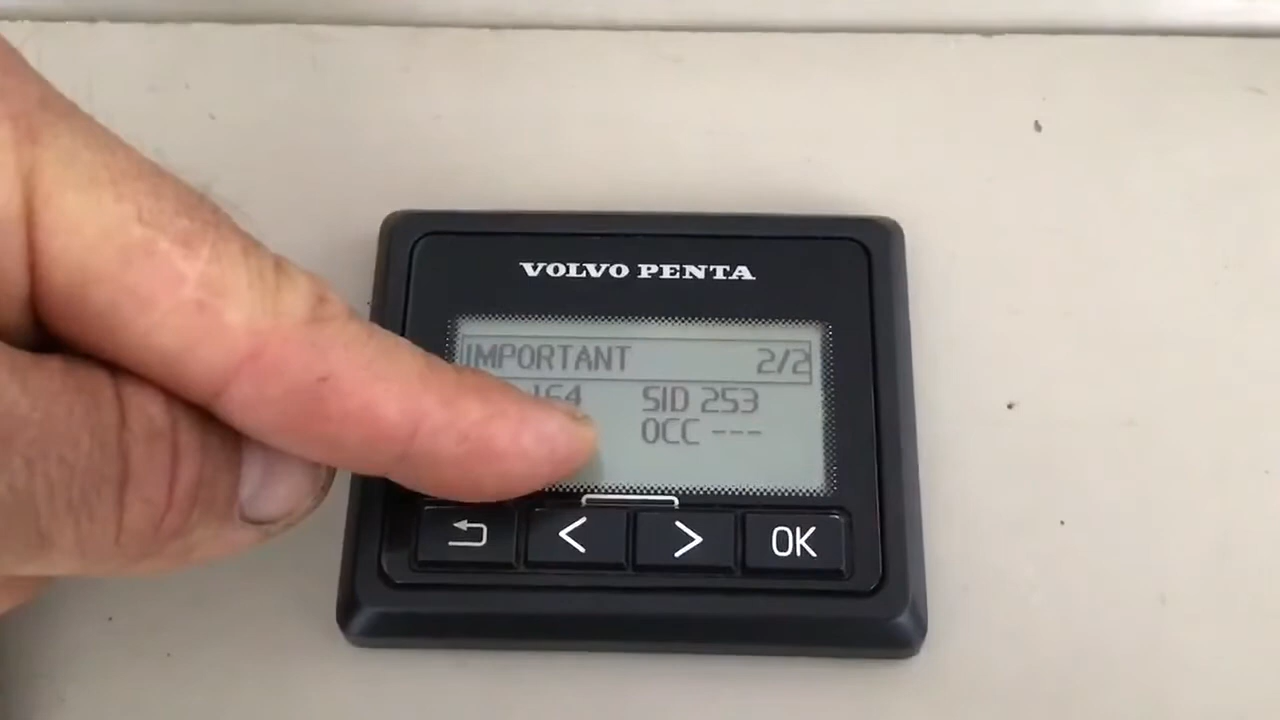 VOLVO PENTA
IMPORTANT 2/2
164 SID 253
OCC ---
< > OK